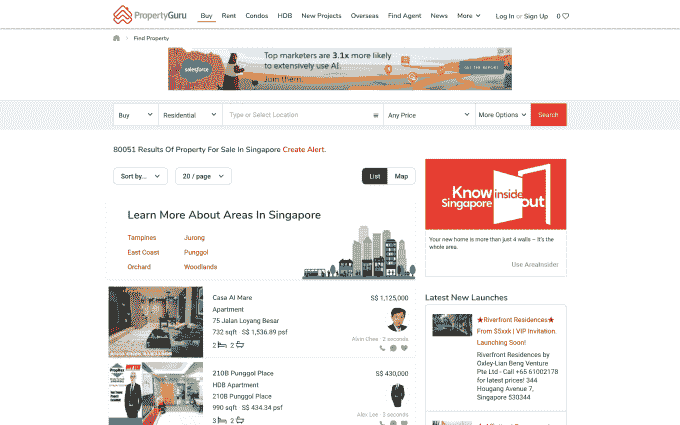 PropertyGuru
Buy Rent Condos HDB New Projects Overseas Find Agent News More Log In or Sign Up 0
Find Property
salesforce
Top marketers are 3.1x more likely
to extensively use AI.
Join them.
GET THE REPORT
Buy Residential Type or Select Location Any Price More Options Search
80051 Results Of Property For Sale In Singapore Create Alert.
Sort by... 20 / page List Map
Learn More About Areas In Singapore
Tampines Jurong
East Coast Punggol
Orchard Woodlands
Know inside
Singapore out
Your new home is more than just 4 walls – It's the
whole area.
Use AreaInsider
Casa Al Mare
Apartment
75 Jalan Loyang Besar
732 sqft S$ 1,536.89 psf
2 2
S$ 1,125,000
Alvin Chee · 2 seconds
210B Punggol Place
HDB Apartment
210B Punggol Place
990 sqft S$ 434.34 psf
3 2
S$ 430,000
Alex Lee · 3 seconds
Latest New Launches
★Riverfront Residences★
From S$xxx | VIP Invitation.
Launching Soon!
Riverfront Residences by
Oxley-Lian Beng Venture
Pte Ltd - Call +65 61002178
for latest prices! 344
Hougang Avenue 7,
Singapore 530344